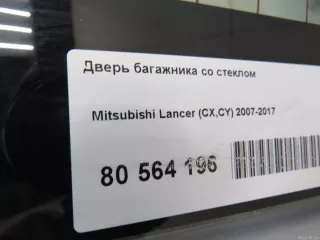 Дверь багажника со стеклом
Mitsubishi Lancer (CX,CY) 2007-2017
80 564 196